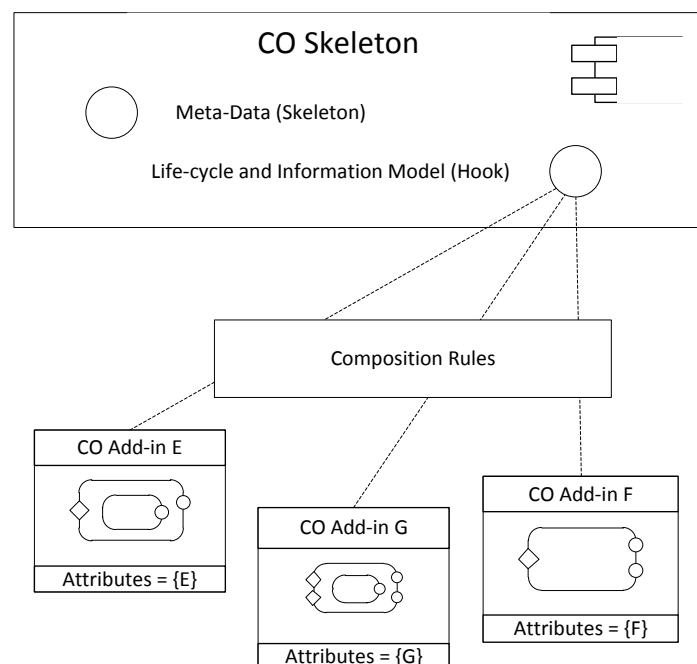 CO Skeleton
Meta-Data (Skeleton)
Life-cycle and Information Model (Hook)
Composition Rules
CO Add-in E
Attributes = {E}
CO Add-in G
Attributes = {G}
CO Add-in F
Attributes = {F}